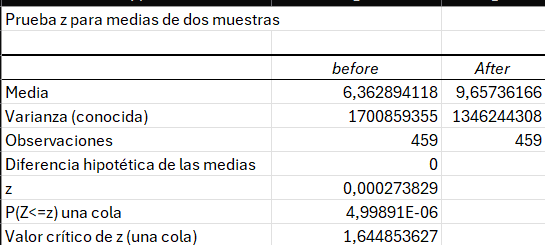 Prueba z para medias de dos muestras
before After
Media 6,362894118 9,65736166
Varianza (conocida) 1700859355 1346244308
Observaciones 459 459
Diferencia hipotética de las medias 0
z 0,000273829
P(Z<=z) una cola 4,99891E-06
Valor crítico de z (una cola) 1,644853627